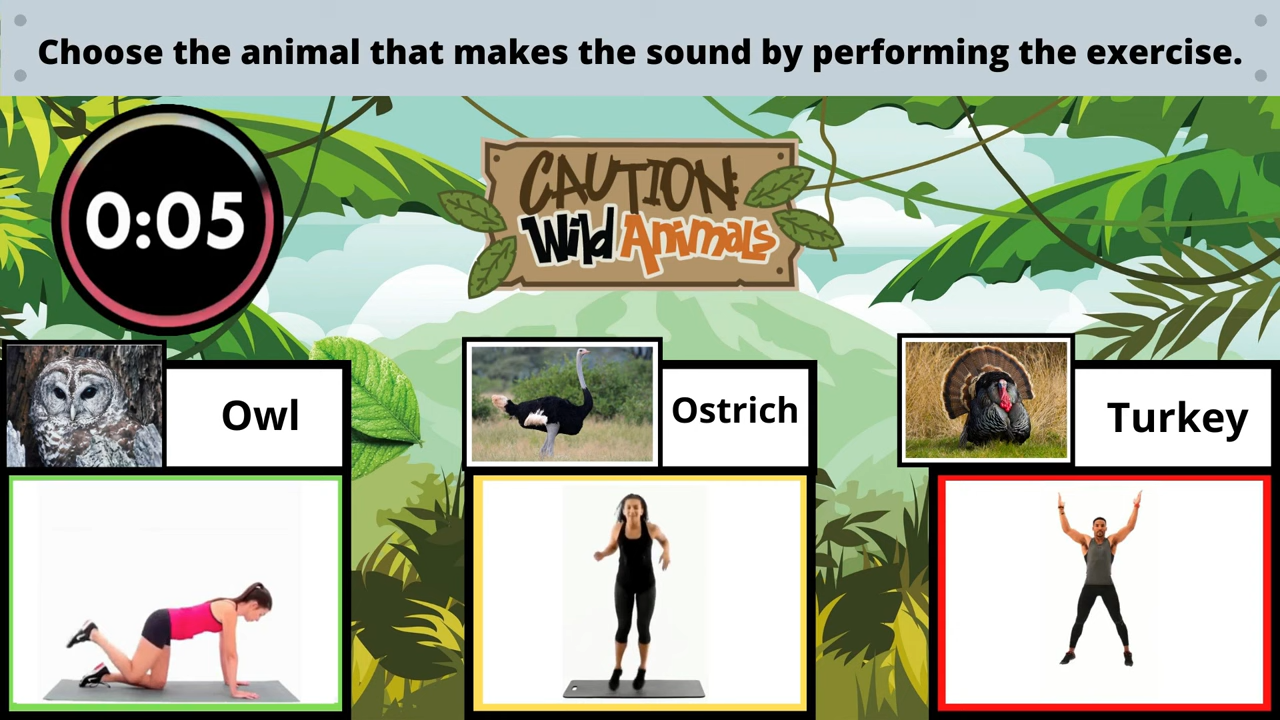 Choose the animal that makes the sound by performing the exercise.
0:05
CAUTION:
Wild Animals
Owl
Ostrich
Turkey